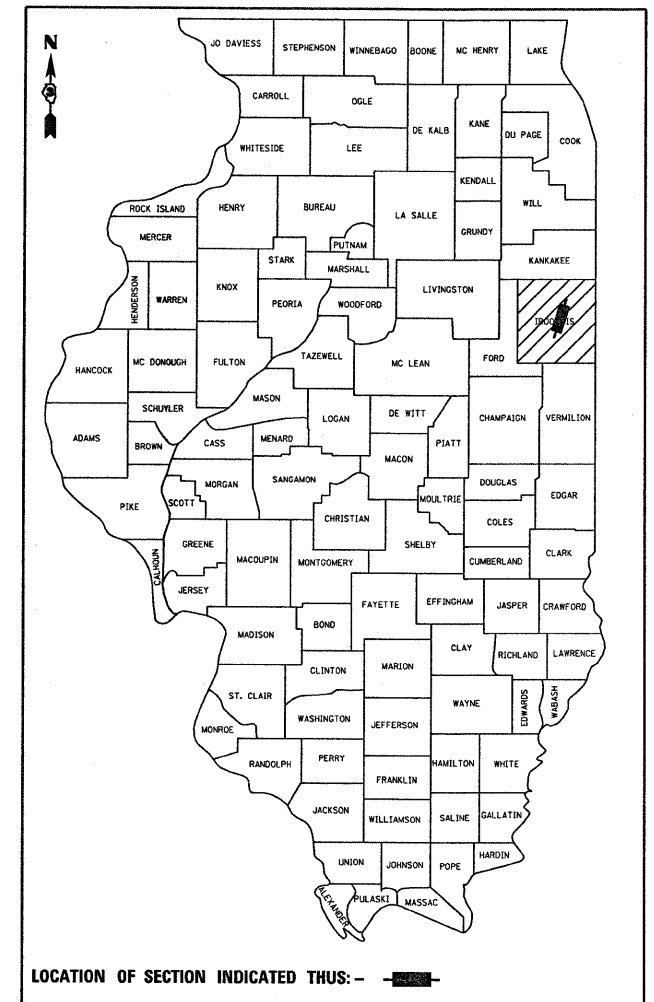 N
JO DAVIESS STEPHENSON WINNEBAGO BOONE MC HENRY LAKE
CARROLL OGLE DE KALB KANE DU PAGE COOK
WHITESIDE LEE
KENDALL WILL
ROCK ISLAND HENRY BUREAU LA SALLE GRUNDY
MERCER PUTNAM
STARK MARSHALL KANKAKEE
HENDERSON WARREN KNOX PEORIA WOODFORD LIVINGSTON
HANCOCK MC DONOUGH FULTON TAZEWELL MC LEAN FORD
MASON
SCHUYLER LOGAN DE WITT CHAMPAIGN VERMILION
ADAMS BROWN CASS MENARD PIATT
MACON
MORGAN SANGAMON DOUGLAS
PIKE SCOTT MOULTRIE EDGAR
CHRISTIAN COLES
GREENE MACOUPIN SHELBY
CALHOUN MONTGOMERY CUMBERLAND CLARK
JERSEY FAYETTE EFFINGHAM JASPER CRAWFORD
MADISON BOND
CLAY RICHLAND LAWRENCE
CLINTON MARION
ST. CLAIR WAYNE EDWARDS WABASH
MONROE WASHINGTON JEFFERSON
RANDOLPH PERRY HAMILTON WHITE
FRANKLIN
JACKSON WILLIAMSON SALINE GALLATIN
UNION JOHNSON POPE HARDIN
ALEXANDER PULASKI MASSAC
LOCATION OF SECTION INDICATED THUS: –